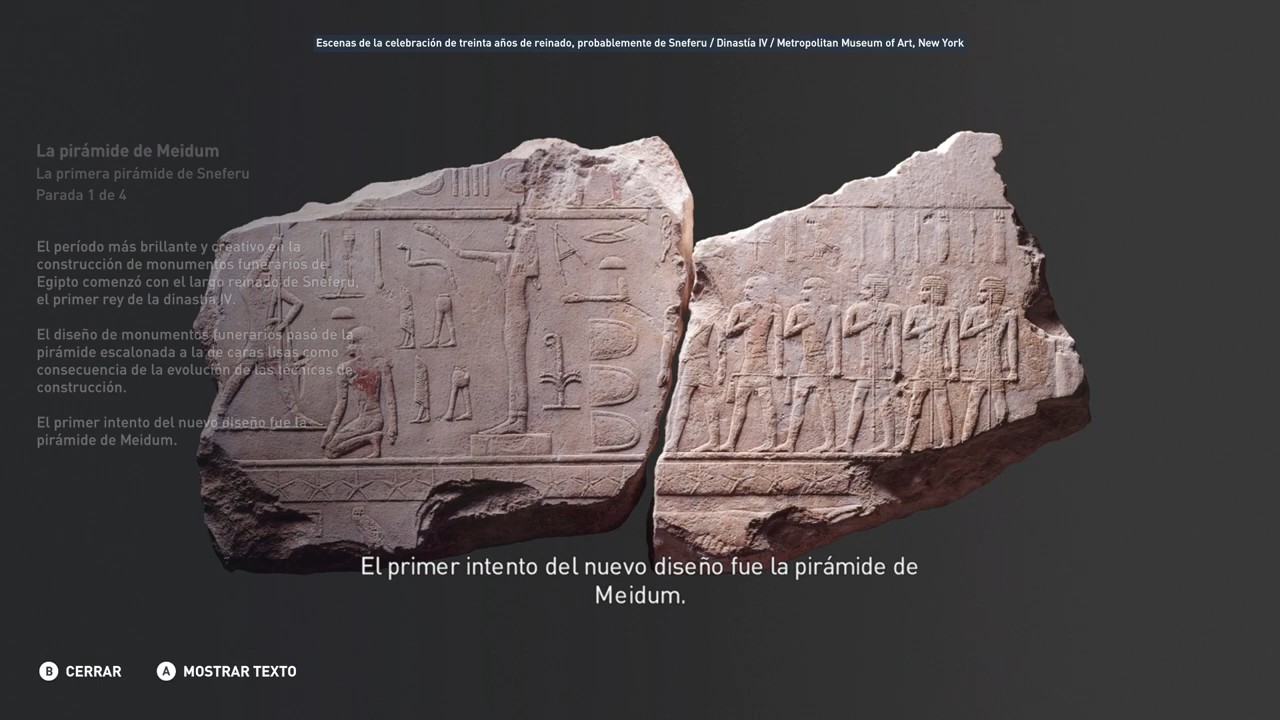 Escenas de la celebración de treinta años de reinado, probablemente de Sneferu / Dinastía IV / Metropolitan Museum of Art, New York
La pirámide de Meidum
La primera pirámide de Sneferu
Parada 1 de 4
El período más brillante y creativo en la
construcción de monumentos funerarios de
Egipto comenzó con el largo reinado de Sneferu,
el primer rey de la dinastía IV.
El diseño de monumentos funerarios pasó de la
pirámide escalonada a la de caras lisas como
consecuencia de la evolución de las técnicas de
construcción.
El primer intento del nuevo diseño fue la
pirámide de Meidum.
El primer intento del nuevo diseño fue la pirámide de
Meidum.
B CERRAR
A MOSTRAR TEXTO